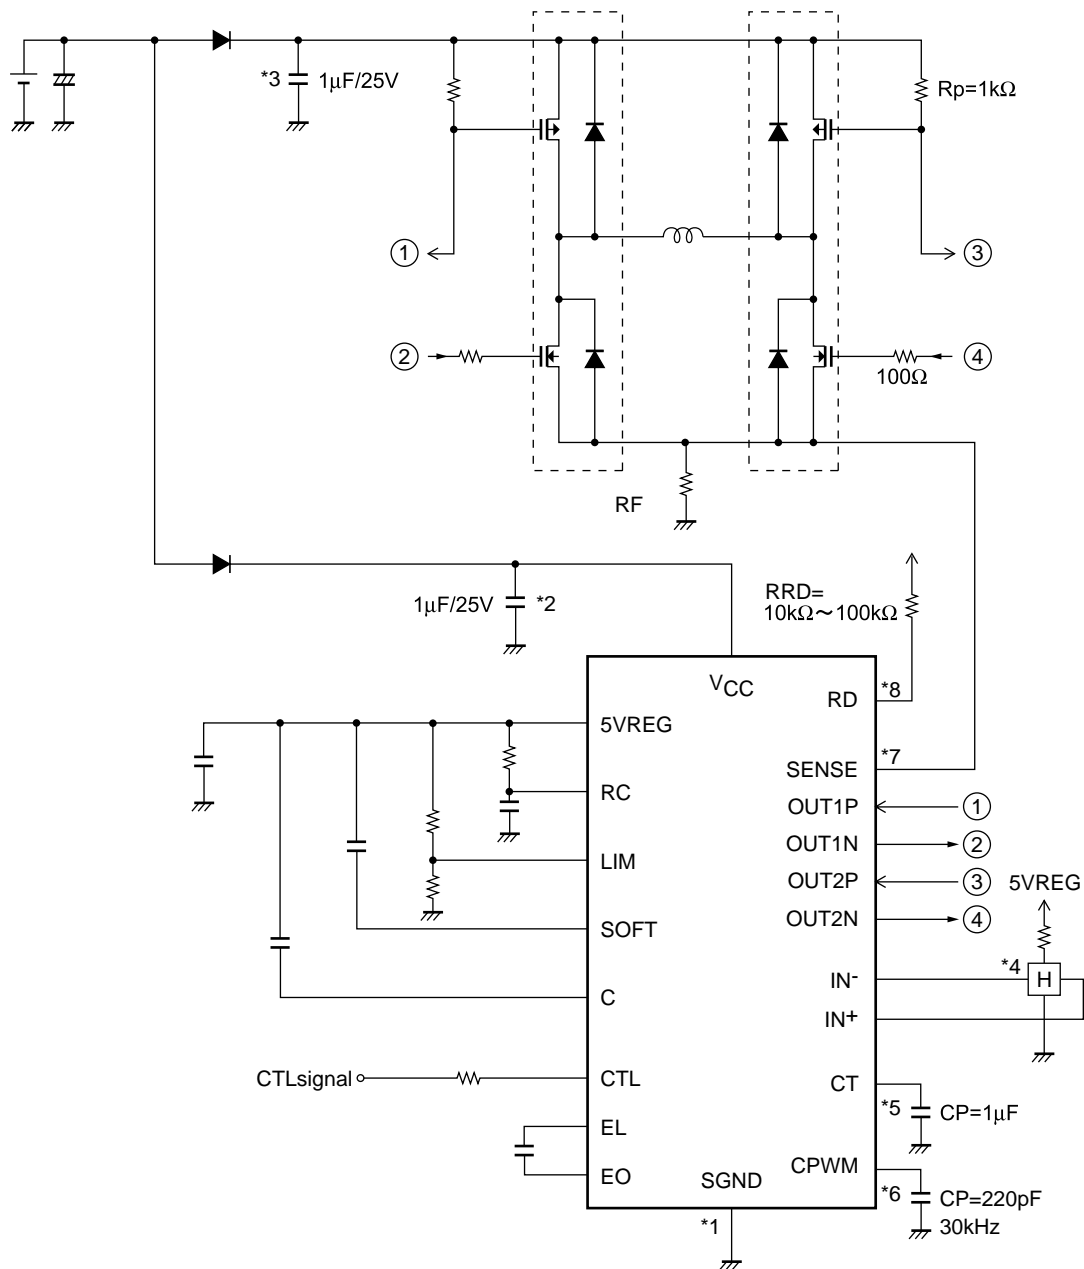 *3
1μF/25V
Rp=1kΩ
1
3
2
4
100Ω
RF
1μF/25V
*2
RRD=
10kΩ～100kΩ
VCC
RD
*8
5VREG
SENSE
*7
RC
OUT1P
1
OUT1N
2
LIM
OUT2P
3
5VREG
OUT2N
4
SOFT
IN-
*4
H
C
IN+
CTLsignal
CTL
CT
*5
CP=1μF
EL
EO
SGND
CPWM
*6
CP=220pF
30kHz
*1